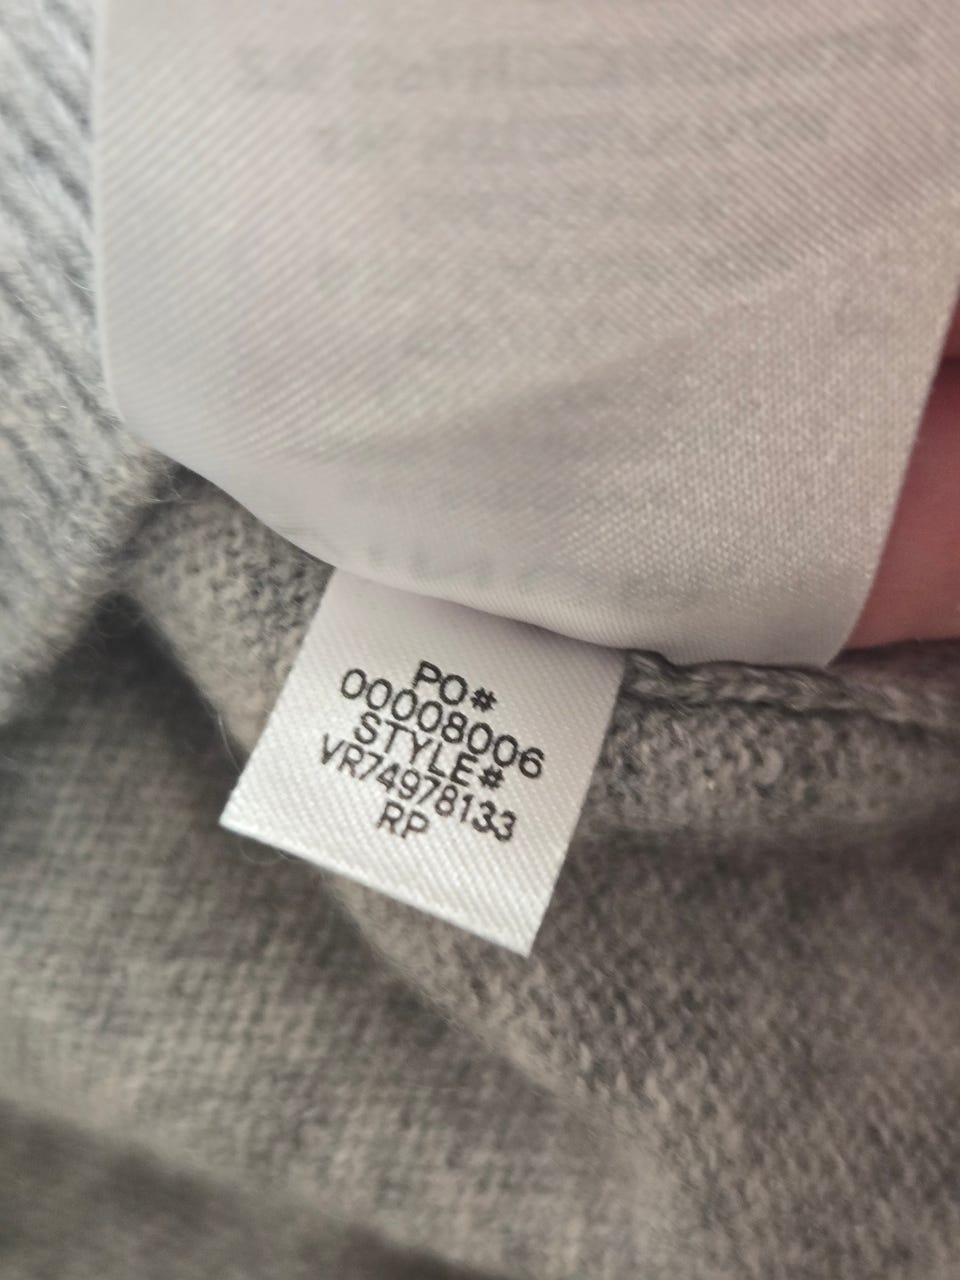 PO#
00008006
STYLE#
VR74978133
RP